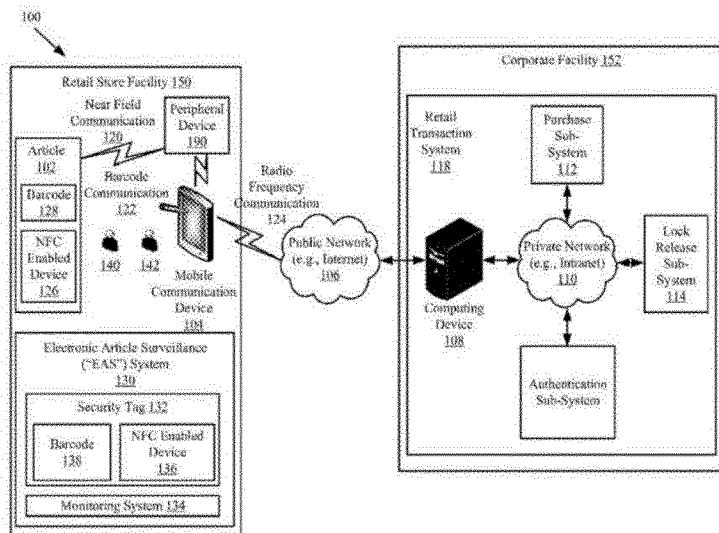 100
Retail Store Facility 150
Near Field
Communication
120
Peripheral
Device
190
Article
102
Barcode
128
NFC
Enabled
Device
126
Barcode Communication
122
140
142
Mobile
Communication
Device
104
Radio
Frequency
Communication
124
Public Network
(e.g., Internet)
106
Electronic Article Surveillance
("EAS") System
130
Security Tag 132
Barcode
138
NFC Enabled
Device
136
Monitoring System 134
Corporate Facility 152
Retail
Transaction
System
118
Purchase
Sub-
System
112
Computing
Device
108
Private Network
(e.g., Intranet)
110
Lock
Release
Sub-
System
114
Authentication
Sub-System